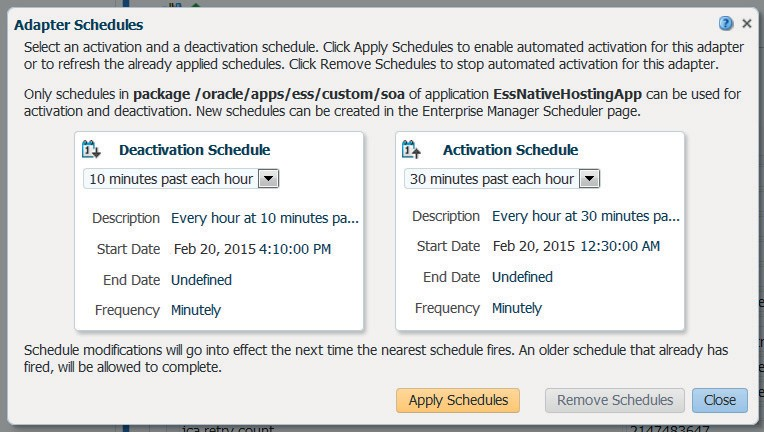 Adapter Schedules
Select an activation and a deactivation schedule. Click Apply Schedules to enable automated activation for this adapter
or to refresh the already applied schedules. Click Remove Schedules to stop automated activation for this adapter.
Only schedules in package /oracle/apps/ess/custom/soa of application EssNativeHostingApp can be used for
activation and deactivation. New schedules can be created in the Enterprise Manager Scheduler page.
Deactivation Schedule
10 minutes past each hour
Description Every hour at 10 minutes pa...
Start Date Feb 20, 2015 4:10:00 PM
End Date Undefined
Frequency Minutely
Activation Schedule
30 minutes past each hour
Description Every hour at 30 minutes pa...
Start Date Feb 20, 2015 12:30:00 AM
End Date Undefined
Frequency Minutely
Schedule modifications will go into effect the next time the nearest schedule fires. An older schedule that already has
fired, will be allowed to complete.
Apply Schedules Remove Schedules Close
jca.retry.count 2147483647